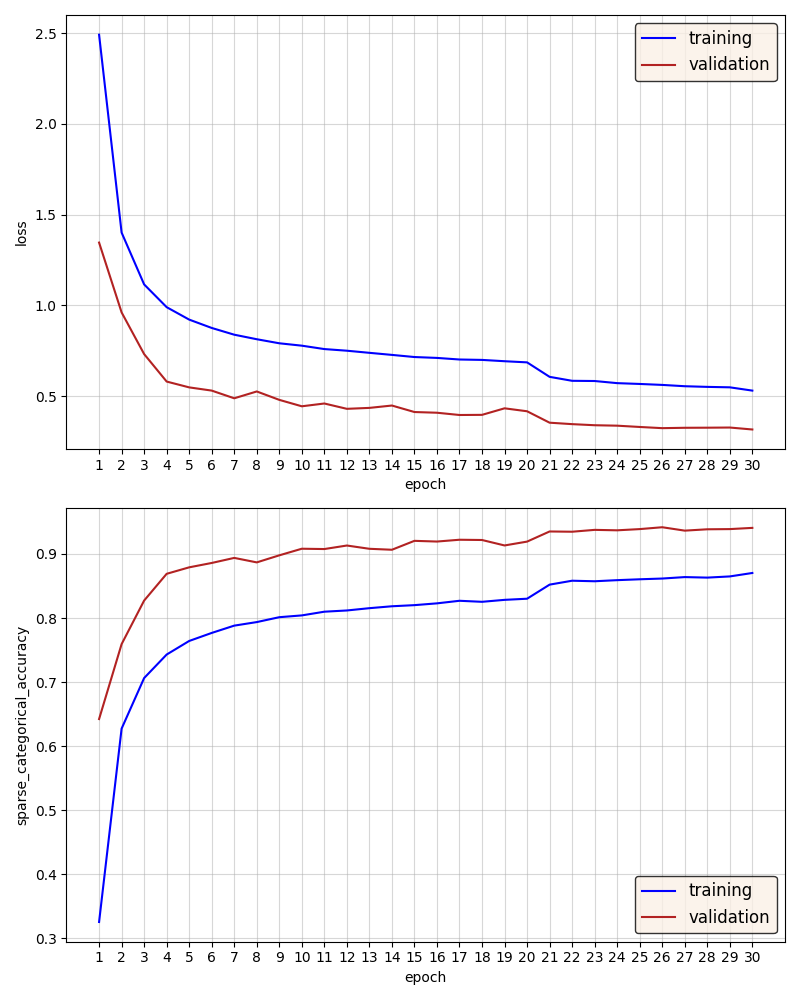 2.5
2.0
1.5
1.0
0.5
loss
training
validation
1 2 3 4 5 6 7 8 9 10 11 12 13 14 15 16 17 18 19 20 21 22 23 24 25 26 27 28 29 30
epoch
0.9
0.8
0.7
0.6
0.5
0.4
0.3
sparse_categorical_accuracy
training
validation
1 2 3 4 5 6 7 8 9 10 11 12 13 14 15 16 17 18 19 20 21 22 23 24 25 26 27 28 29 30
epoch